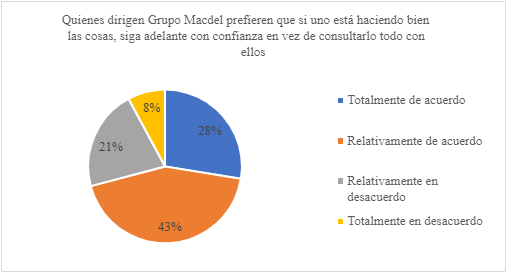 Quienes dirigen Grupo Macdel prefieren que si uno está haciendo bien
las cosas, siga adelante con confianza en vez de consultarlo todo con
ellos
8%
28%
21%
43%
Totalmente de acuerdo
Relativamente de acuerdo
Relativamente en
desacuerdo
Totalmente en desacuerdo